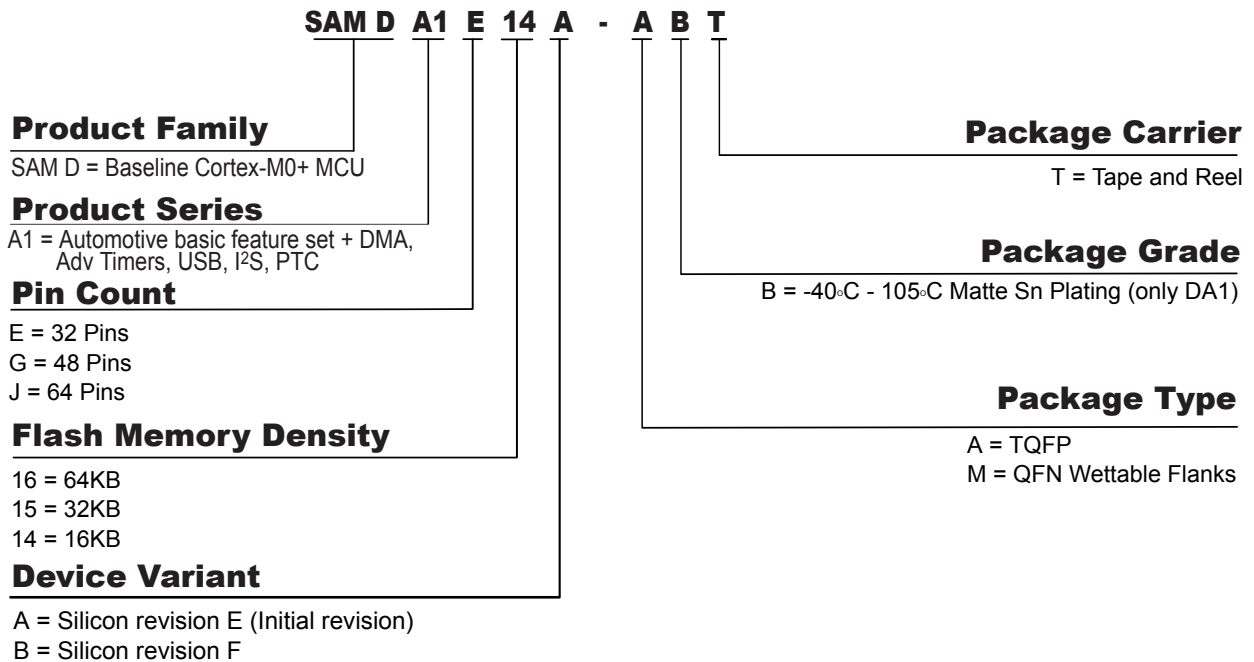 SAM D A1 E 14 A - A B T
Product Family
SAM D = Baseline Cortex-M0+ MCU
Product Series
A1 = Automotive basic feature set + DMA,
Adv Timers, USB, I²S, PTC
Pin Count
E = 32 Pins
G = 48 Pins
J = 64 Pins
Flash Memory Density
16 = 64KB
15 = 32KB
14 = 16KB
Device Variant
A = Silicon revision E (Initial revision)
B = Silicon revision F
Package Carrier
T = Tape and Reel
Package Grade
B = -40◦C - 105◦C Matte Sn Plating (only DA1)
Package Type
A = TQFP
M = QFN Wettable Flanks